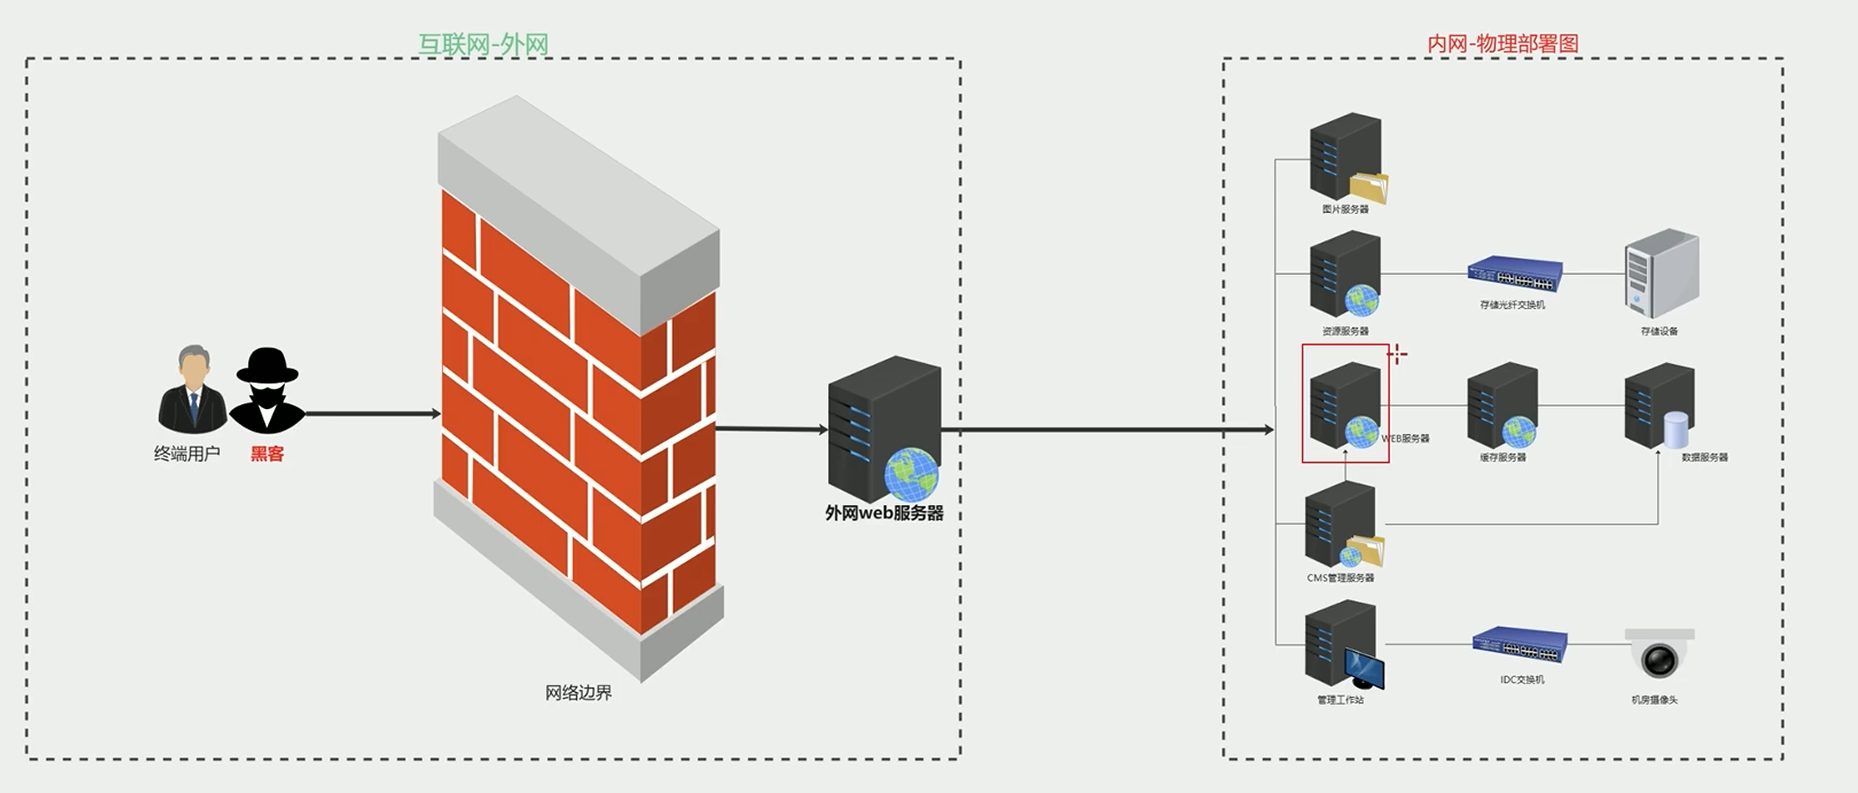 互联网-外网
内网-物理部署图
图片服务器
资源服务器
存储光纤交换机
存储设备
终端用户
黑客
外网web服务器
WEB服务器
缓存服务器
数据服务器
CMS管理服务器
网络边界
管理工作站
IDC交换机
机房摄像头